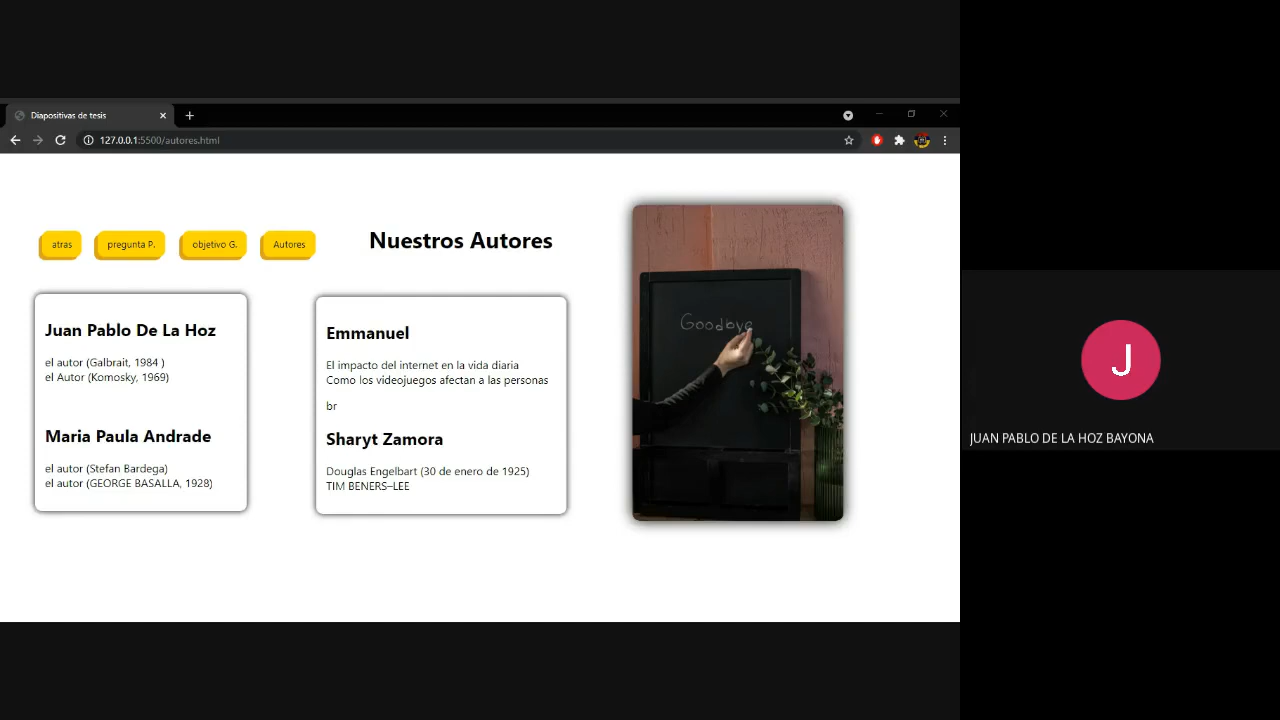 Diapositivas de tesis
127.0.0.1:5500/autores.html
atras
pregunta P.
objetivo G.
Autores
Nuestros Autores
Juan Pablo De La Hoz
el autor (Galbrait, 1984 )
el Autor (Komosky, 1969)
Maria Paula Andrade
el autor (Stefan Bardega)
el autor (GEORGE BASALLA, 1928)
Emmanuel
El impacto del internet en la vida diaria
Como los videojuegos afectan a las personas
br
Sharyt Zamora
Douglas Engelbart (30 de enero de 1925)
TIM BENERS–LEE
Goodbye
J
JUAN PABLO DE LA HOZ BAYONA